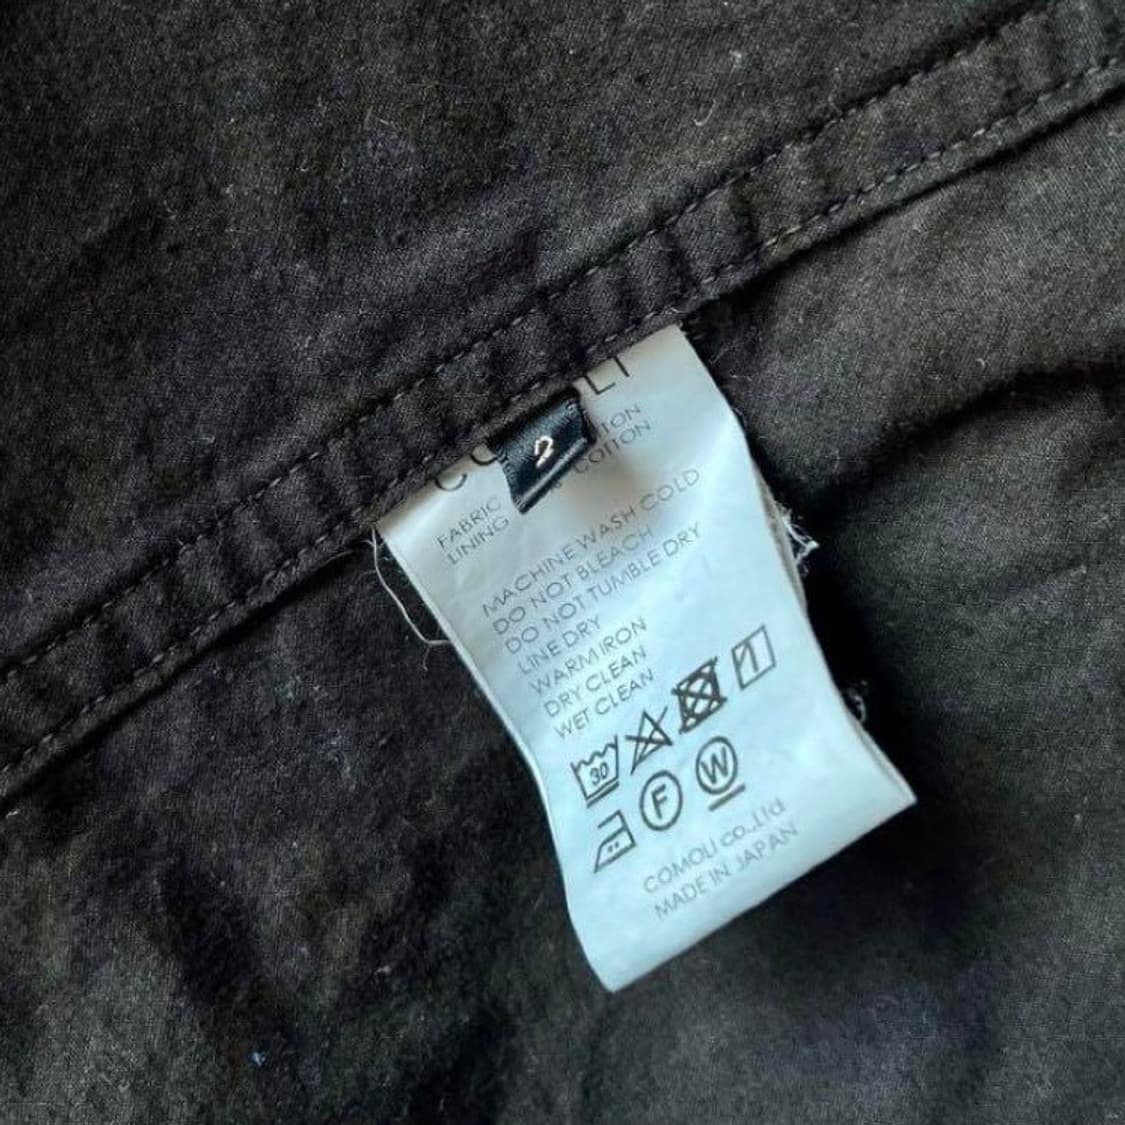 2
FABRIC
LINING COTTON
MACHINE WASH COLD
DO NOT BLEACH
DO NOT TUMBLE DRY
LINE DRY
WARM IRON
DRY CLEAN
WET CLEAN
30
F W
COMOLI co.,Ltd
MADE IN JAPAN